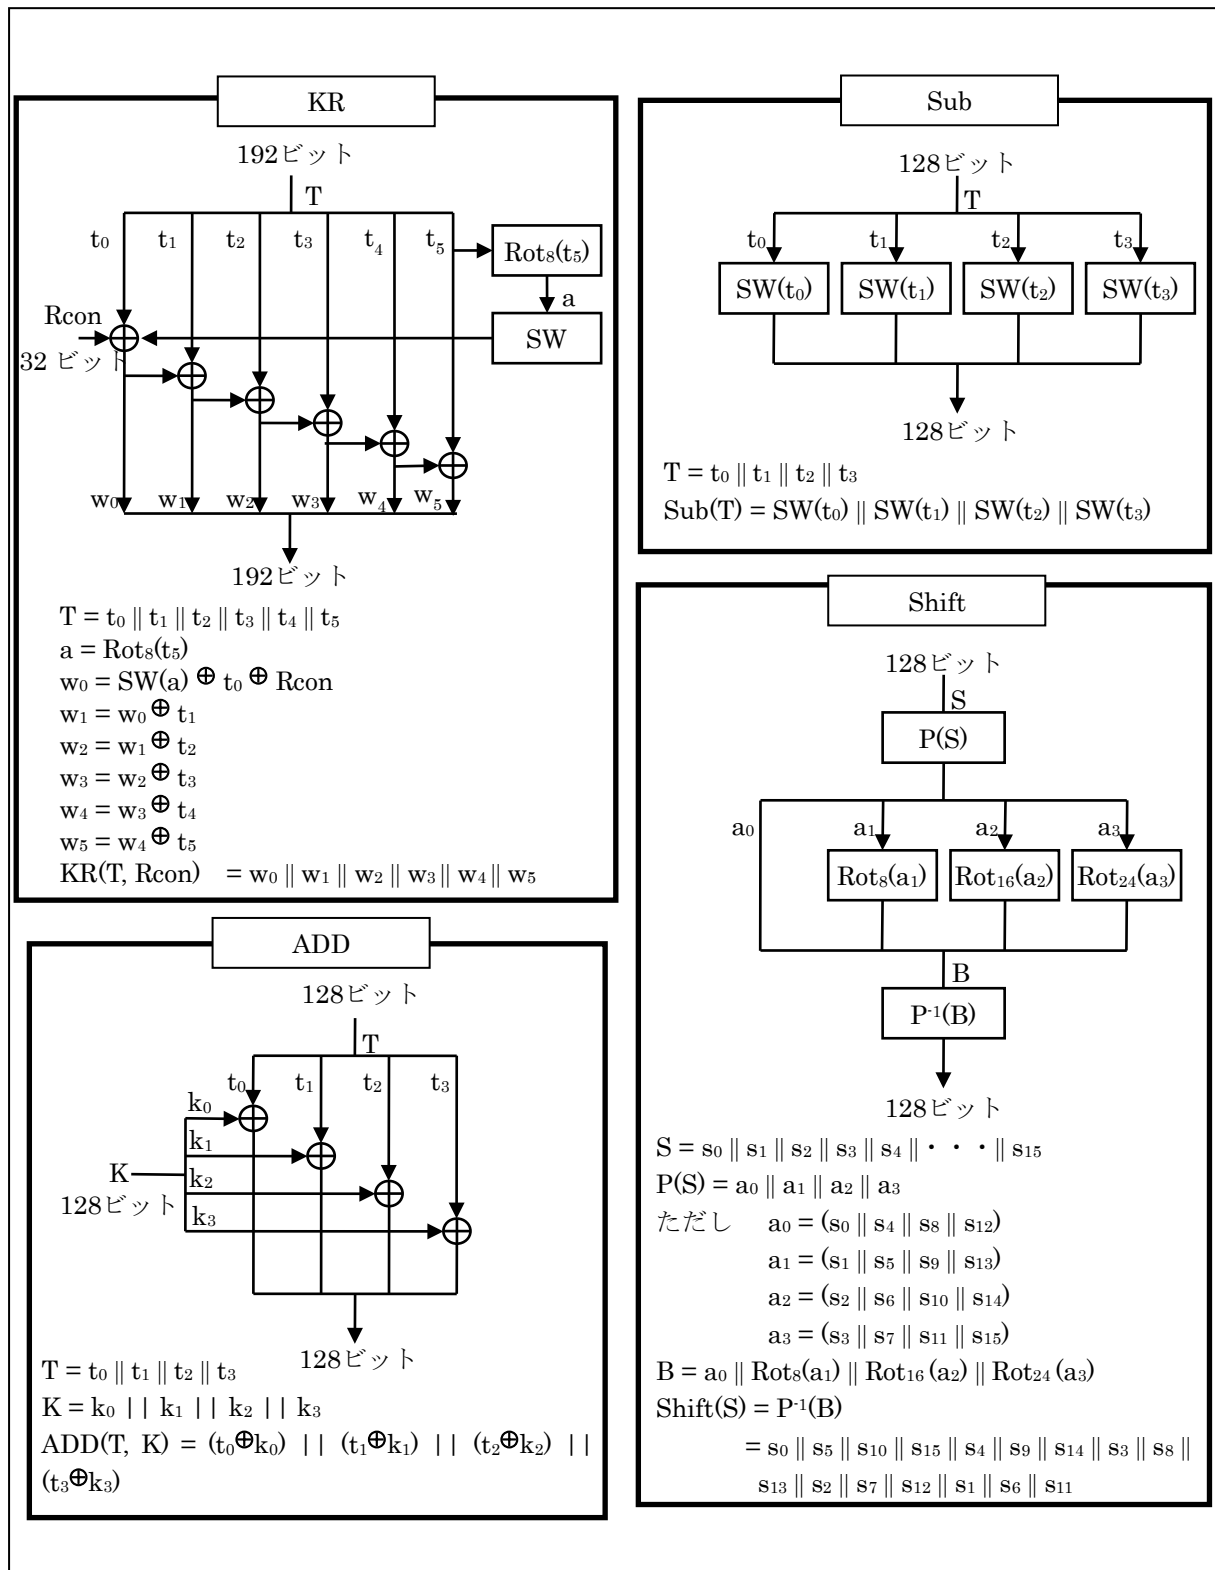 KR
192ビット
T
t₀ t₁ t₂ t₃ t₄ t₅
Rot₈(t₅)
a
Rcon
SW
32 ビット
w₀ w₁ w₂ w₃ w₄ w₅
192ビット
T = t₀ || t₁ || t₂ || t₃ || t₄ || t₅
a = Rot₈(t₅)
w₀ = SW(a) ⊕ t₀ ⊕ Rcon
w₁ = w₀ ⊕ t₁
w₂ = w₁ ⊕ t₂
w₃ = w₂ ⊕ t₃
w₄ = w₃ ⊕ t₄
w₅ = w₄ ⊕ t₅
KR(T, Rcon) = w₀ || w₁ || w₂ || w₃ || w₄ || w₅
ADD
128ビット
T
t₀ t₁ t₂ t₃
k₀
k₁
K
k₂
128ビット
k₃
128ビット
T = t₀ || t₁ || t₂ || t₃
K = k₀ || k₁ || k₂ || k₃
ADD(T, K) = (t₀⊕k₀) || (t₁⊕k₁) || (t₂⊕k₂) ||
(t₃⊕k₃)
Sub
128ビット
T
t₀ t₁ t₂ t₃
SW(t₀) SW(t₁) SW(t₂) SW(t₃)
128ビット
T = t₀ || t₁ || t₂ || t₃
Sub(T) = SW(t₀) || SW(t₁) || SW(t₂) || SW(t₃)
Shift
128ビット
S
P(S)
a₀ a₁ a₂ a₃
Rot₈(a₁) Rot₁₆(a₂) Rot₂₄(a₃)
B
P⁻¹(B)
128ビット
S = s₀ || s₁ || s₂ || s₃ || s₄ || ・・・ || s₁₅
P(S) = a₀ || a₁ || a₂ || a₃
ただし a₀ = (s₀ || s₄ || s₈ || s₁₂)
a₁ = (s₁ || s₅ || s₉ || s₁₃)
a₂ = (s₂ || s₆ || s₁₀ || s₁₄)
a₃ = (s₃ || s₇ || s₁₁ || s₁₅)
B = a₀ || Rot₈(a₁) || Rot₁₆ (a₂) || Rot₂₄ (a₃)
Shift(S) = P⁻¹(B)
= s₀ || s₅ || s₁₀ || s₁₅ || s₄ || s₉ || s₁₄ || s₃ || s₈ ||
s₁₃ || s₂ || s₇ || s₁₂ || s₁ || s₆ || s₁₁